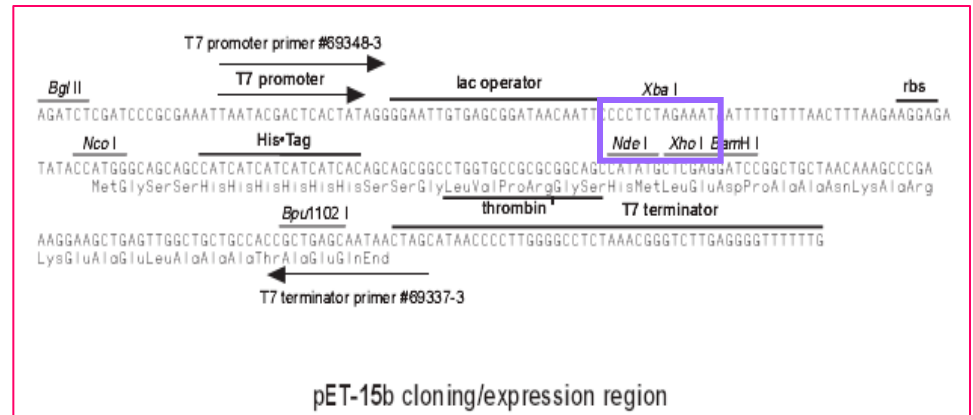 T7 promoter primer #69348-3
Bgl II T7 promoter lac operator Xba I rbs
AGATCTCGATCCCGCGAAATTAATACGACTCACTATAGGGGAATTGTGAGCGGATAACAATTCCCCTCTAGAAATAATTTTGTTTAACTTTAAGAAGGAGA
Nco I His•Tag Nde I Xho I BamH I
TATACCATGGGCAGCAGCCATCATCATCATCATCACAGCAGCGGCCTGGTGCCGCGCGGCAGCCATATGCTCGAGGATCCGGCTGCTAACAAAGCCCGA
MetGlySerSerHisHisHisHisHisHisSerSerGlyLeuValProArgGlySerHisMetLeuGluAspProAlaAlaAsnLysAlaArg
thrombin T7 terminator
Bpu1102 I
AAGGAAGCTGAGTTGGCTGCTGCCACCGCTGAGCAATAACTAGCATAACCCCTTGGGGCCTCTAAACGGGTCTTGAGGGGTTTTTTG
LysGluAlaGluLeuAlaAlaAlaThrAlaGluGlnEnd
T7 terminator primer #69337-3
pET-15b cloning/expression region